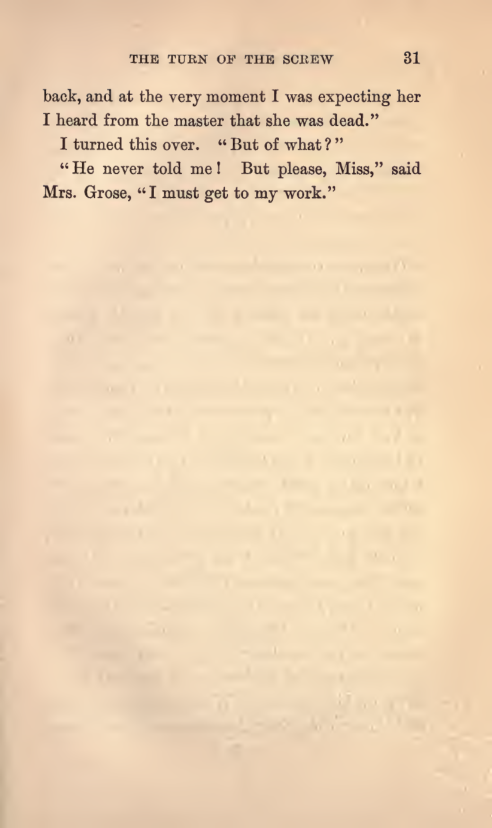 THE TURN OF THE SCREW 31
back, and at the very moment I was expecting her
I heard from the master that she was dead."
I turned this over. "But of what?"
"He never told me! But please, Miss," said
Mrs. Grose, "I must get to my work."